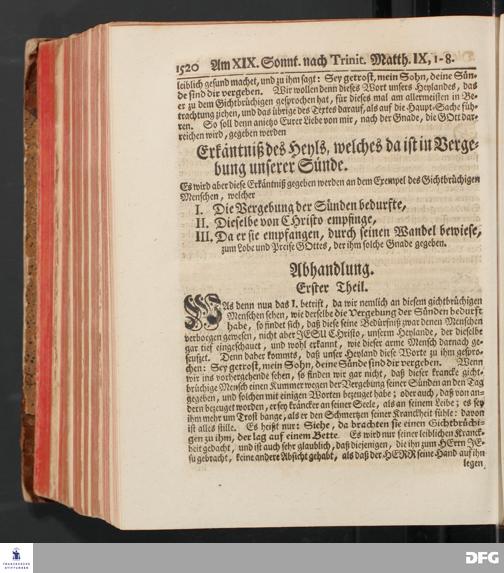 1520 Am XIX. Sonnt. nach Trinit. Matth. IX, 1-8.
leiblich gesund machet, und zu ihm sagt: Sey getrost, mein Sohn, deine Sün-
de sind dir vergeben. Wir wollen denn dieses Wort unsers Heylandes, das
er zu dem Gichtbrüchigen gesprochen hat, für dieses mal am allermeisten in Be-
trachtung ziehen, und das übrige des Textes darauf, als auf die Haupt-Sache füh-
ren. So soll denn anietzo Eurer Liebe von mir, nach der Gnade, die GOtt dar-
reichen wird, gegeben werden
Erkäntniß des Heyls, welches da ist in Verge-
bung unserer Sünde.
Es wird aber diese Erkäntniß gegeben werden an dem Exempel des Gichtbrüchigen
Menschen, welcher
I. Die Vergebung der Sünden bedurfte,
II. Dieselbe von Christo empfinge,
III. Da er sie empfangen, durch seinen Wandel bewiese,
zum Lobe und Preise GOttes, der ihm solche Gnade gegeben.
Abhandlung.
Erster Theil.
WAs denn nun das I. betrift, da wir nemlich an diesem gichtbrüchigen
Menschen sehen, wie derselbe die Vergebung der Sünden bedurft
habe, so findet sich, daß diese seine Bedürfniß zwar denen Menschen
verborgen gewesen, nicht aber JESU CHristo, unserm Heylande, der dieselbe
gar tief eingeschauet, und wohl erkannt, wie dieser arme Mensch darnach ge-
seufzet. Denn daher kommts, daß unser Heyland diese Worte zu ihm gespro-
chen: Sey getrost, mein Sohn, deine Sünde sind dir vergeben. Wenn
wir ins vorhergehende sehen, so finden wir gar nicht, daß dieser krancke gicht-
brüchige Mensch einen Kummer wegen der Vergebung seiner Sünden an den Tag
gegeben, und solchen mit einigen Worten bezeuget habe; oder auch, daß von an-
dern bezeuget worden, er sey kräncker an seiner Seele, als an seinem Leibe; es sey
ihm mehr um Trost bange, als er den Schmertzen seiner Kranckheit fühle: davon
ist alles stille. Es heißt nur: Siehe, da brachten sie einen Gichtbrüchi-
gen zu ihm, der lag auf einem Bette. Es wird nur seiner leiblichen Kranck-
heit gedacht, und ist auch sehr glaublich, daß diejenigen, die ihn zum HErrn JE-
su gebracht, keine andere Absicht gehabt, als daß der HERR seine Hand auf ihn
legen
FRANCKESCHE
STIFTUNGEN
DFG